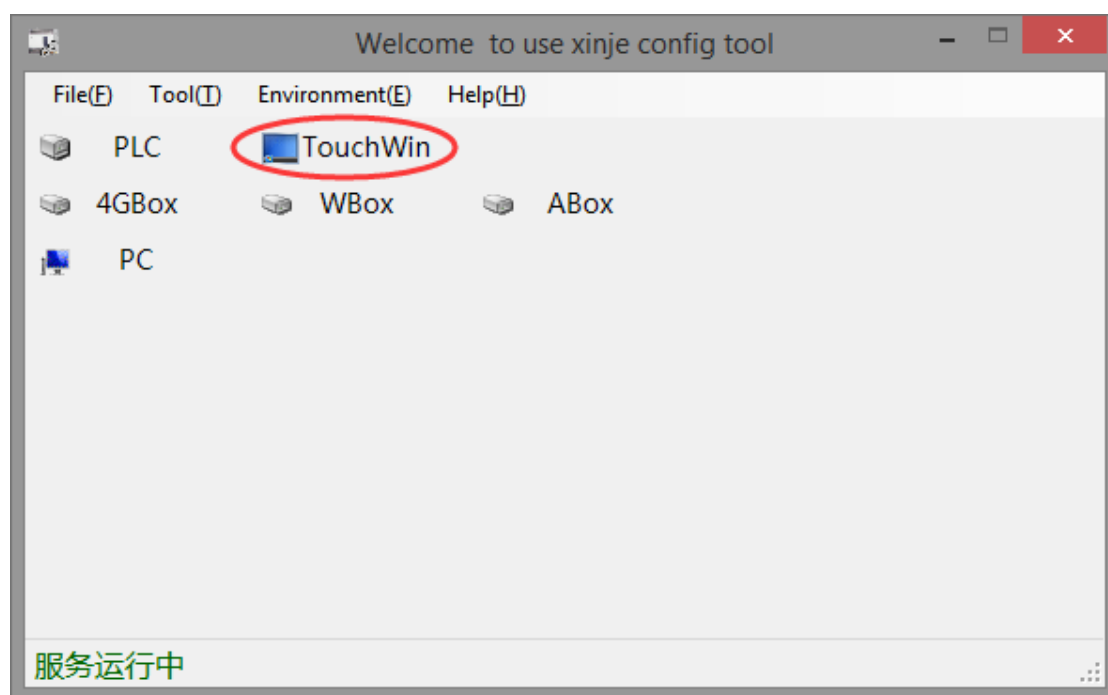 Welcome to use xinje config tool
File(F) Tool(T) Environment(E) Help(H)
PLC TouchWin
4GBox WBox ABox
PC
服务运行中